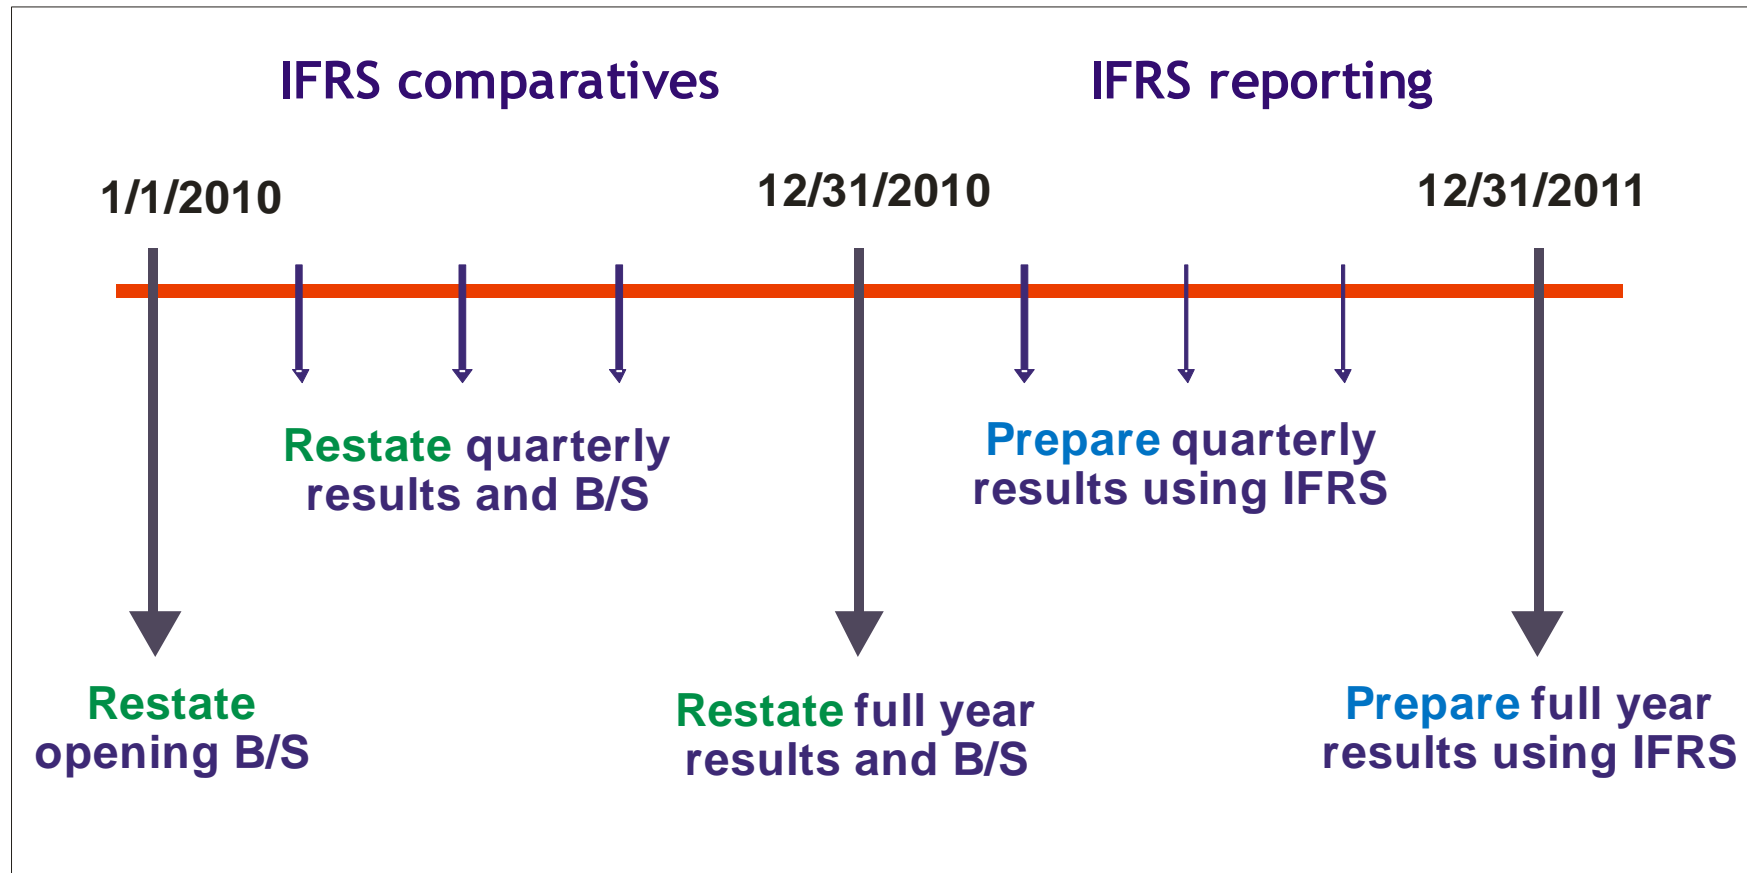 IFRS comparatives
IFRS reporting
1/1/2010
12/31/2010
12/31/2011
Restate quarterly
results and B/S
Prepare quarterly
results using IFRS
Restate
opening B/S
Restate full year
results and B/S
Prepare full year
results using IFRS